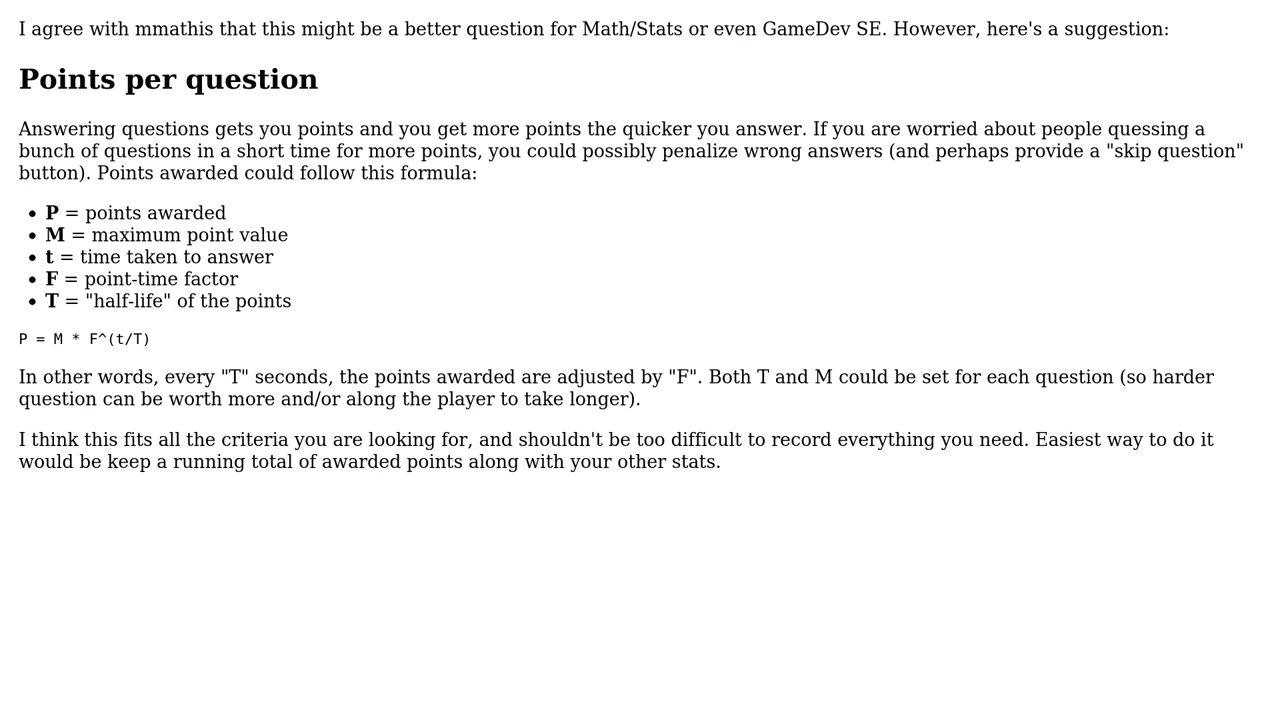 I agree with mmathis that this might be a better question for Math/Stats or even GameDev SE. However, here's a suggestion:
Points per question
Answering questions gets you points and you get more points the quicker you answer. If you are worried about people quessing a
bunch of questions in a short time for more points, you could possibly penalize wrong answers (and perhaps provide a "skip question"
button). Points awarded could follow this formula:
• P = points awarded
• M = maximum point value
• t = time taken to answer
• F = point-time factor
• T = "half-life" of the points
P = M * F^(t/T)
In other words, every "T" seconds, the points awarded are adjusted by "F". Both T and M could be set for each question (so harder
question can be worth more and/or along the player to take longer).
I think this fits all the criteria you are looking for, and shouldn't be too difficult to record everything you need. Easiest way to do it
would be keep a running total of awarded points along with your other stats.